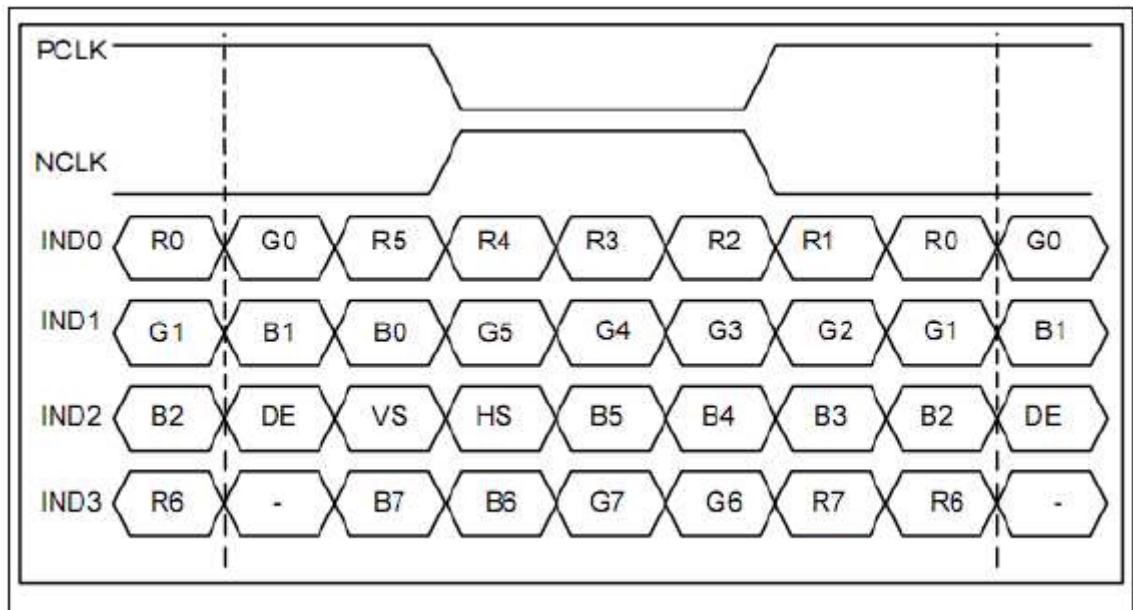 PCLK
NCLK
IND0 R0 G0 R5 R4 R3 R2 R1 R0 G0
IND1 G1 B1 B0 G5 G4 G3 G2 G1 B1
IND2 B2 DE VS HS B5 B4 B3 B2 DE
IND3 R6 - B7 B6 G7 G6 R7 R6 -